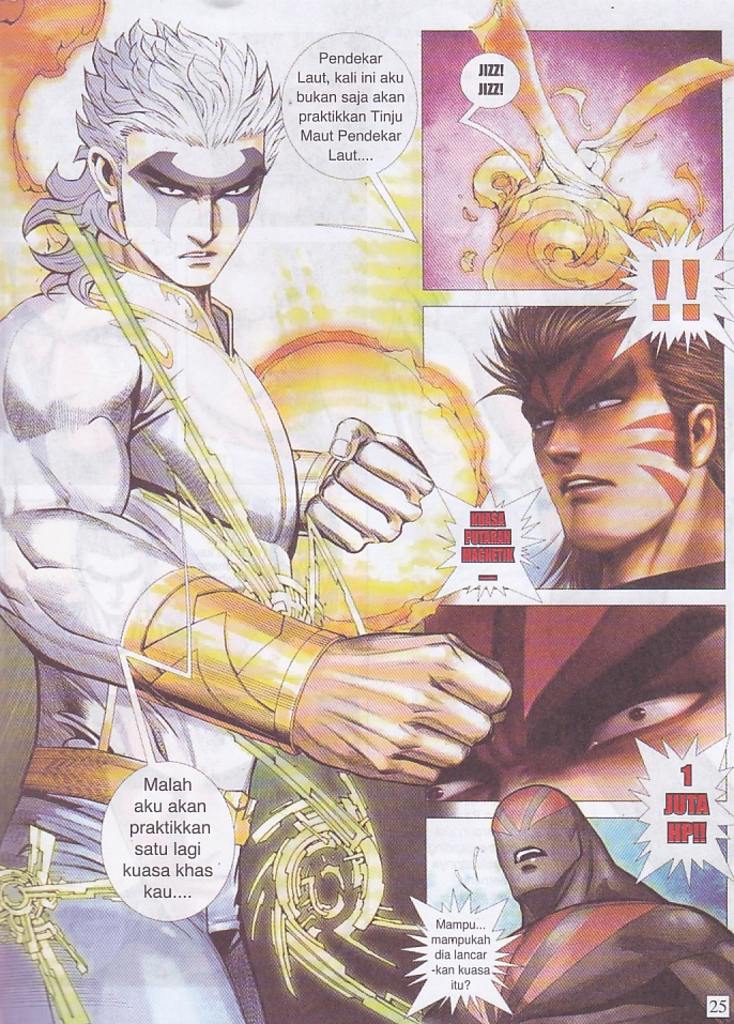 Pendekar
Laut, kali ini aku
bukan saja akan
praktikkan Tinju
Maut Pendekar
Laut....
JIZZ!
JIZZ!
!!
KUASA
PUTARAN
MAGNETIK
—
Malah
aku akan
praktikkan
satu lagi
kuasa khas
kau....
1
JUTA
HP!!
Mampu...
mampukah
dia lancar
-kan kuasa
itu?
25